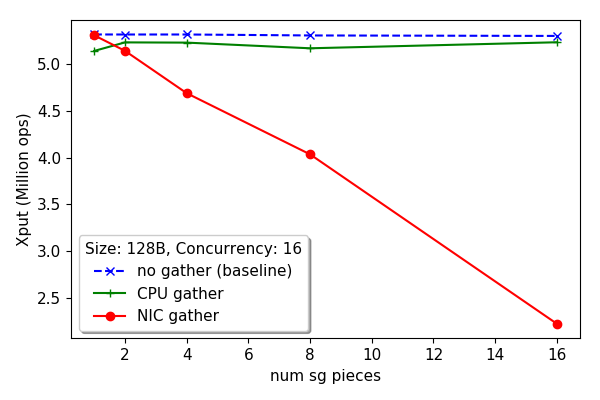 Xput (Million ops)
5.0
4.5
4.0
3.5
3.0
2.5
Size: 128B, Concurrency: 16
no gather (baseline)
CPU gather
NIC gather
2 4 6 8 10 12 14 16
num sg pieces